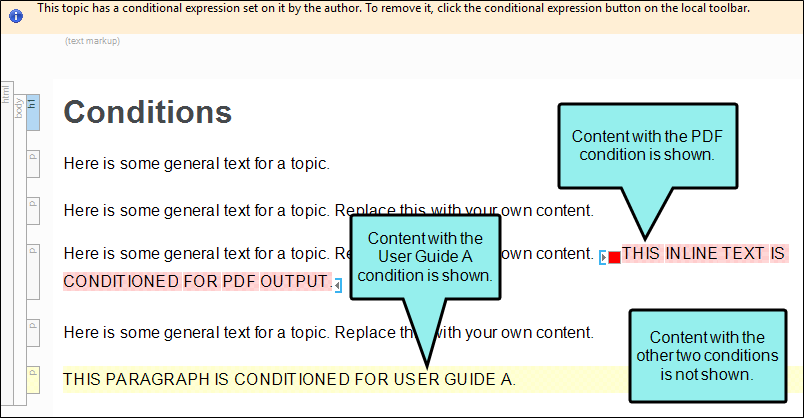 This topic has a conditional expression set on it by the author. To remove it, click the conditional expression button on the local toolbar.
(text markup)
html
body
h1
Conditions
p
Here is some general text for a topic.
p
Here is some general text for a topic. Replace this with your own content.
p
Here is some general text for a topic. own content. THIS INLINE TEXT IS
CONDITIONED FOR PDF OUTPUT.
p
Here is some general text for a topic. Replace with your own content.
p
THIS PARAGRAPH IS CONDITIONED FOR USER GUIDE A.
Content with the PDF
condition is shown.
Content with the
User Guide A
condition is shown.
Content with the
other two conditions
is not shown.